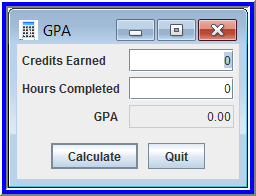 GPA
Credits Earned 0
Hours Completed 0
GPA 0.00
Calculate Quit